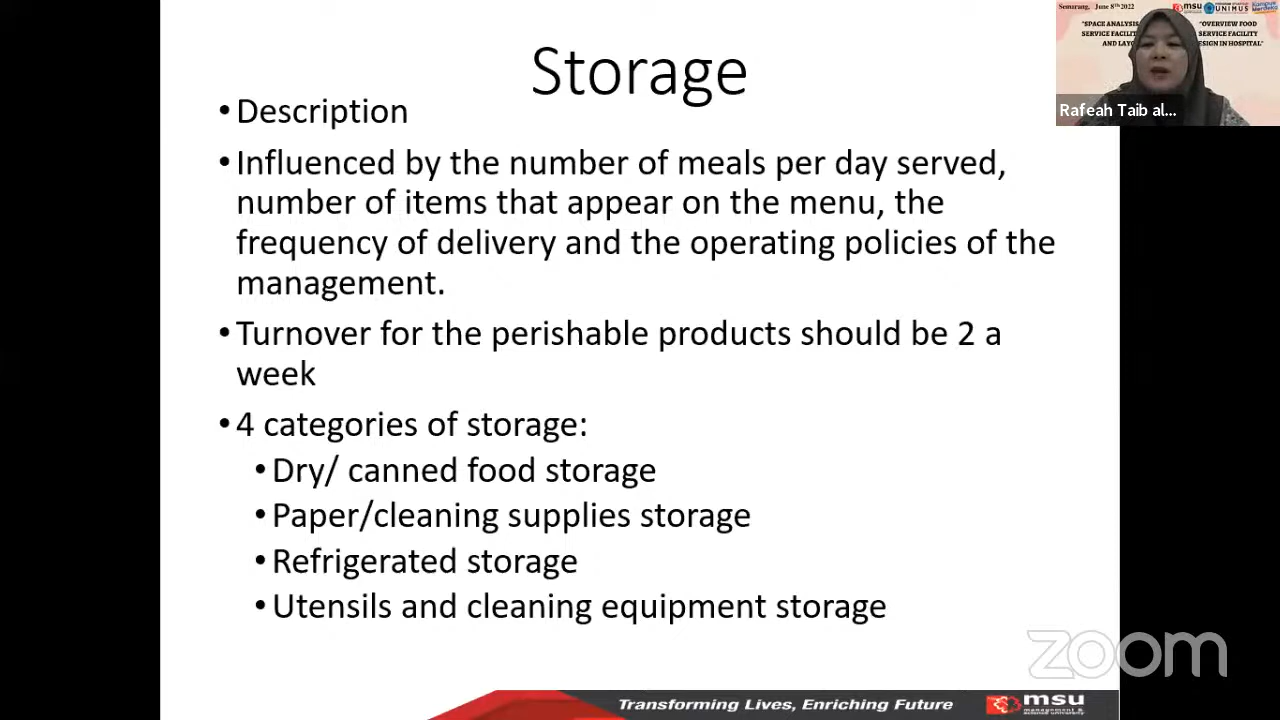 Storage
• Description
• Influenced by the number of meals per day served,
number of items that appear on the menu, the
frequency of delivery and the operating policies of the
management.
• Turnover for the perishable products should be 2 a
week
• 4 categories of storage:
• Dry/ canned food storage
• Paper/cleaning supplies storage
• Refrigerated storage
• Utensils and cleaning equipment storage
Semarang, June 8th 2022
msu
UNIMUS
"SPACE ANALYSIS
SERVICE FACILI
AND LAY
"OVERVIEW FOOD
SERVICE FACILITY
ESIGN IN HOSPITAL"
Rafeah Taib al...
zoom
Transforming Lives, Enriching Future
msu
management &
science university